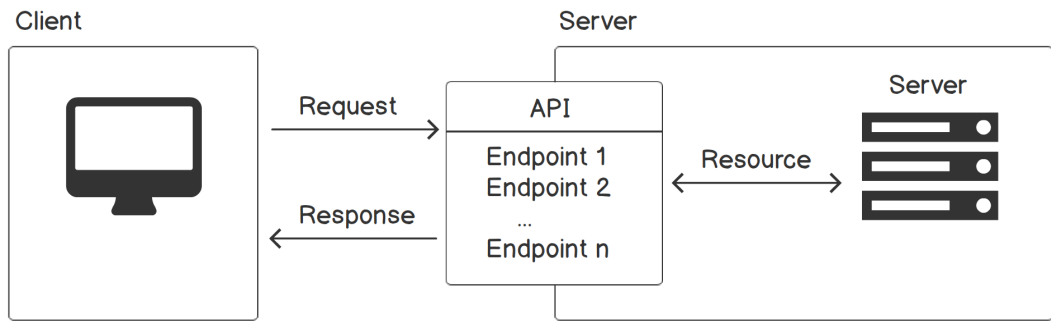 Client
Server
Request
API
Endpoint 1
Endpoint 2
...
Endpoint n
Response
Resource
Server